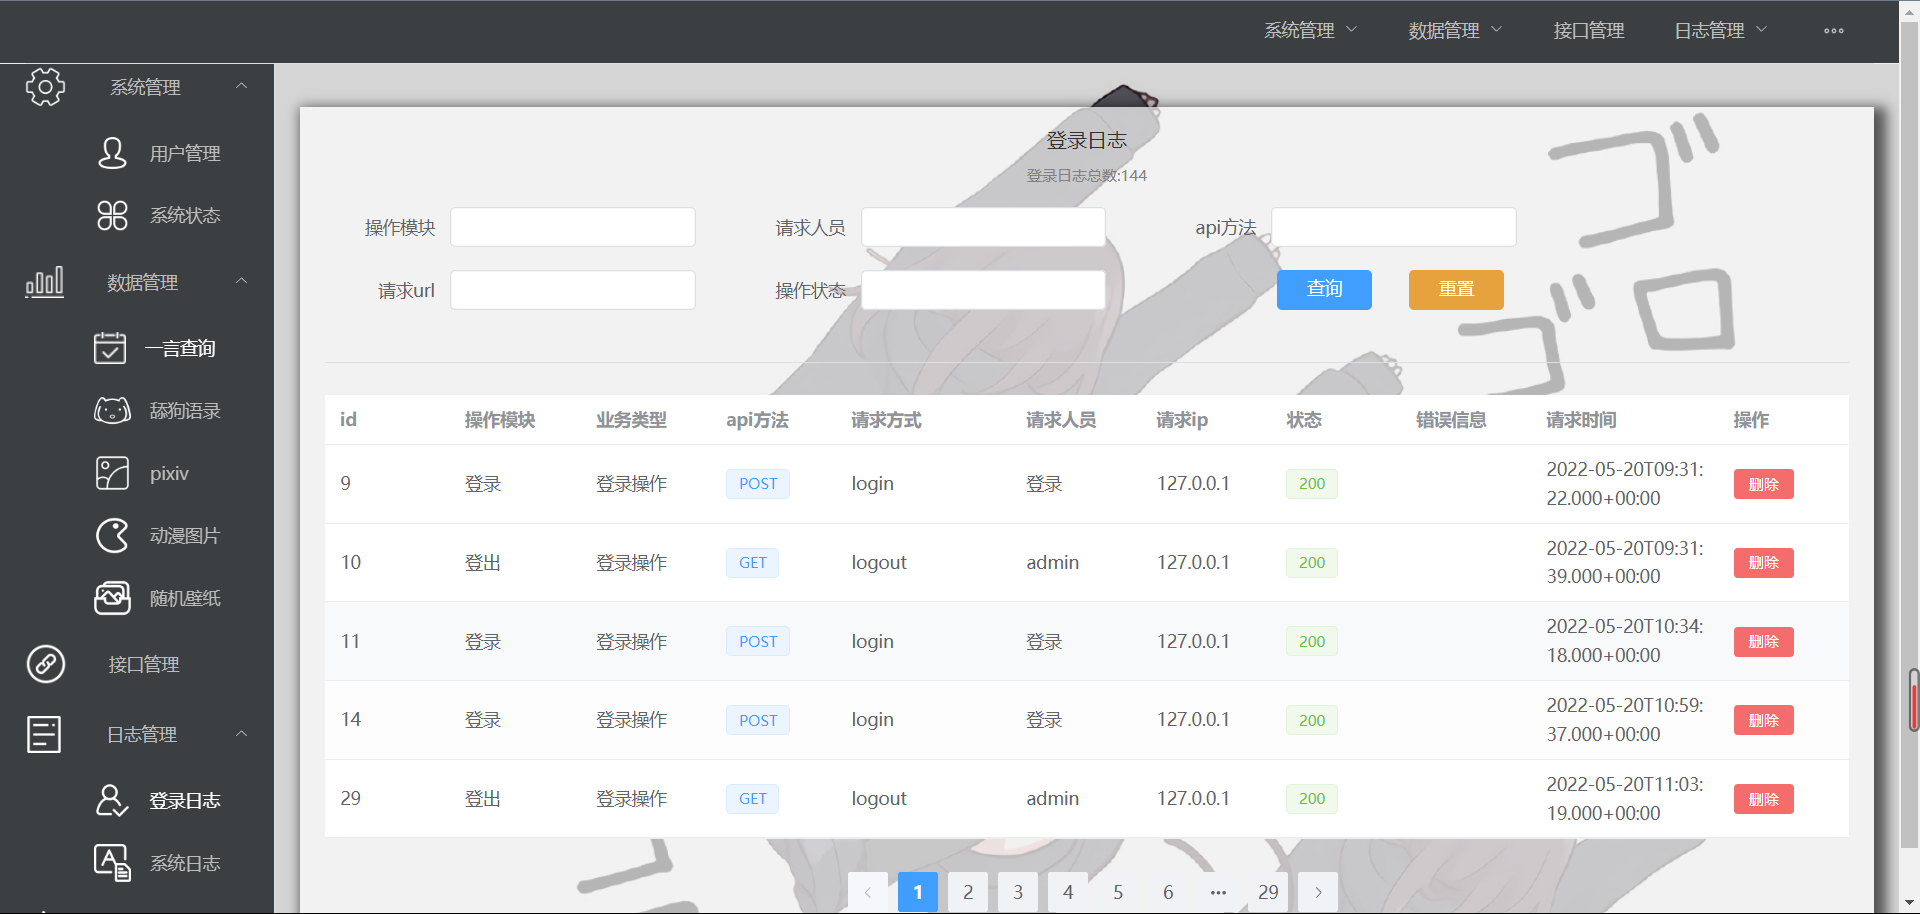 系统管理 数据管理 接口管理 日志管理 •••
系统管理
用户管理
系统状态
数据管理
一言查询
舔狗语录
pixiv
动漫图片
随机壁纸
接口管理
日志管理
登录日志
系统日志
登录日志
登录日志总数:144
操作模块 请求人员 api方法
请求url 操作状态 查询 重置
id 操作模块 业务类型 api方法 请求方式 请求人员 请求ip 状态 错误信息 请求时间 操作
9 登录 登录操作 POST login 登录 127.0.0.1 200 2022-05-20T09:31: 删除
22.000+00:00
10 登出 登录操作 GET logout admin 127.0.0.1 200 2022-05-20T09:31: 删除
39.000+00:00
11 登录 登录操作 POST login 登录 127.0.0.1 200 2022-05-20T10:34: 删除
18.000+00:00
14 登录 登录操作 POST login 登录 127.0.0.1 200 2022-05-20T10:59: 删除
37.000+00:00
29 登出 登录操作 GET logout admin 127.0.0.1 200 2022-05-20T11:03: 删除
19.000+00:00
1 2 3 4 5 6 ••• 29
ゴロ
ゴ